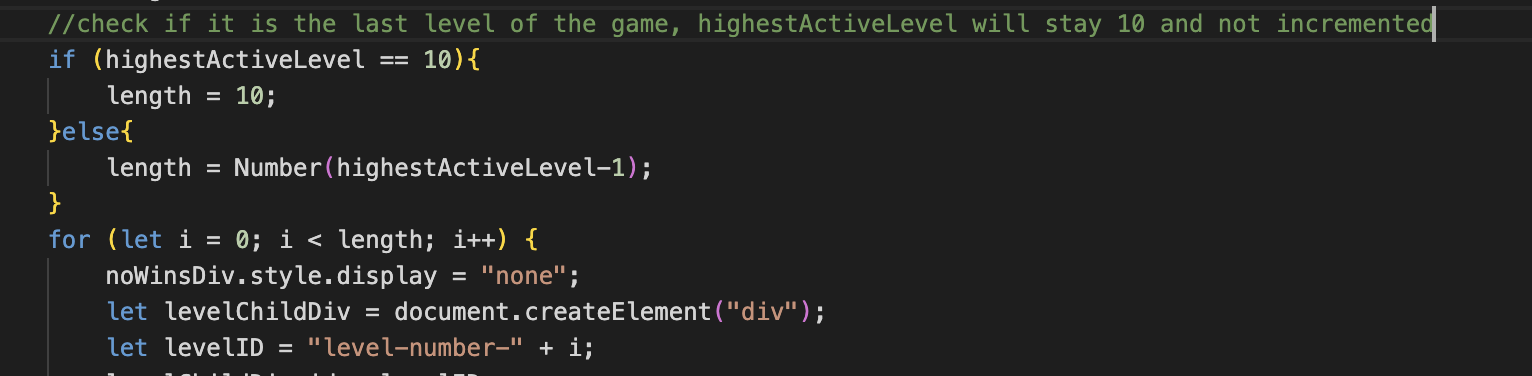 //check if it is the last level of the game, highestActiveLevel will stay 10 and not incremented
if (highestActiveLevel == 10){
    length = 10;
}else{
    length = Number(highestActiveLevel-1);
}
for (let i = 0; i < length; i++) {
    noWinsDiv.style.display = "none";
    let levelChildDiv = document.createElement("div");
    let levelID = "level-number-" + i;